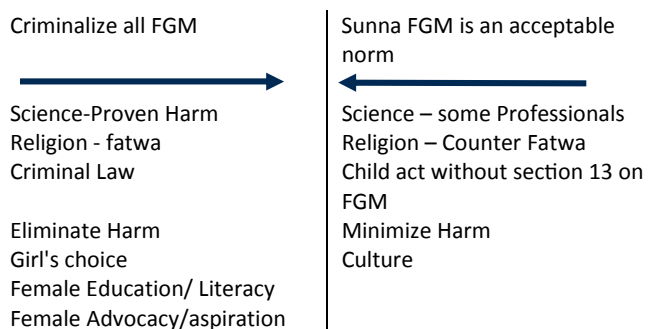 Criminalize all FGM
Science-Proven Harm
Religion - fatwa
Criminal Law
Eliminate Harm
Girl's choice
Female Education/ Literacy
Female Advocacy/aspiration
Sunna FGM is an acceptable
norm
Science – some Professionals
Religion – Counter Fatwa
Child act without section 13 on
FGM
Minimize Harm
Culture